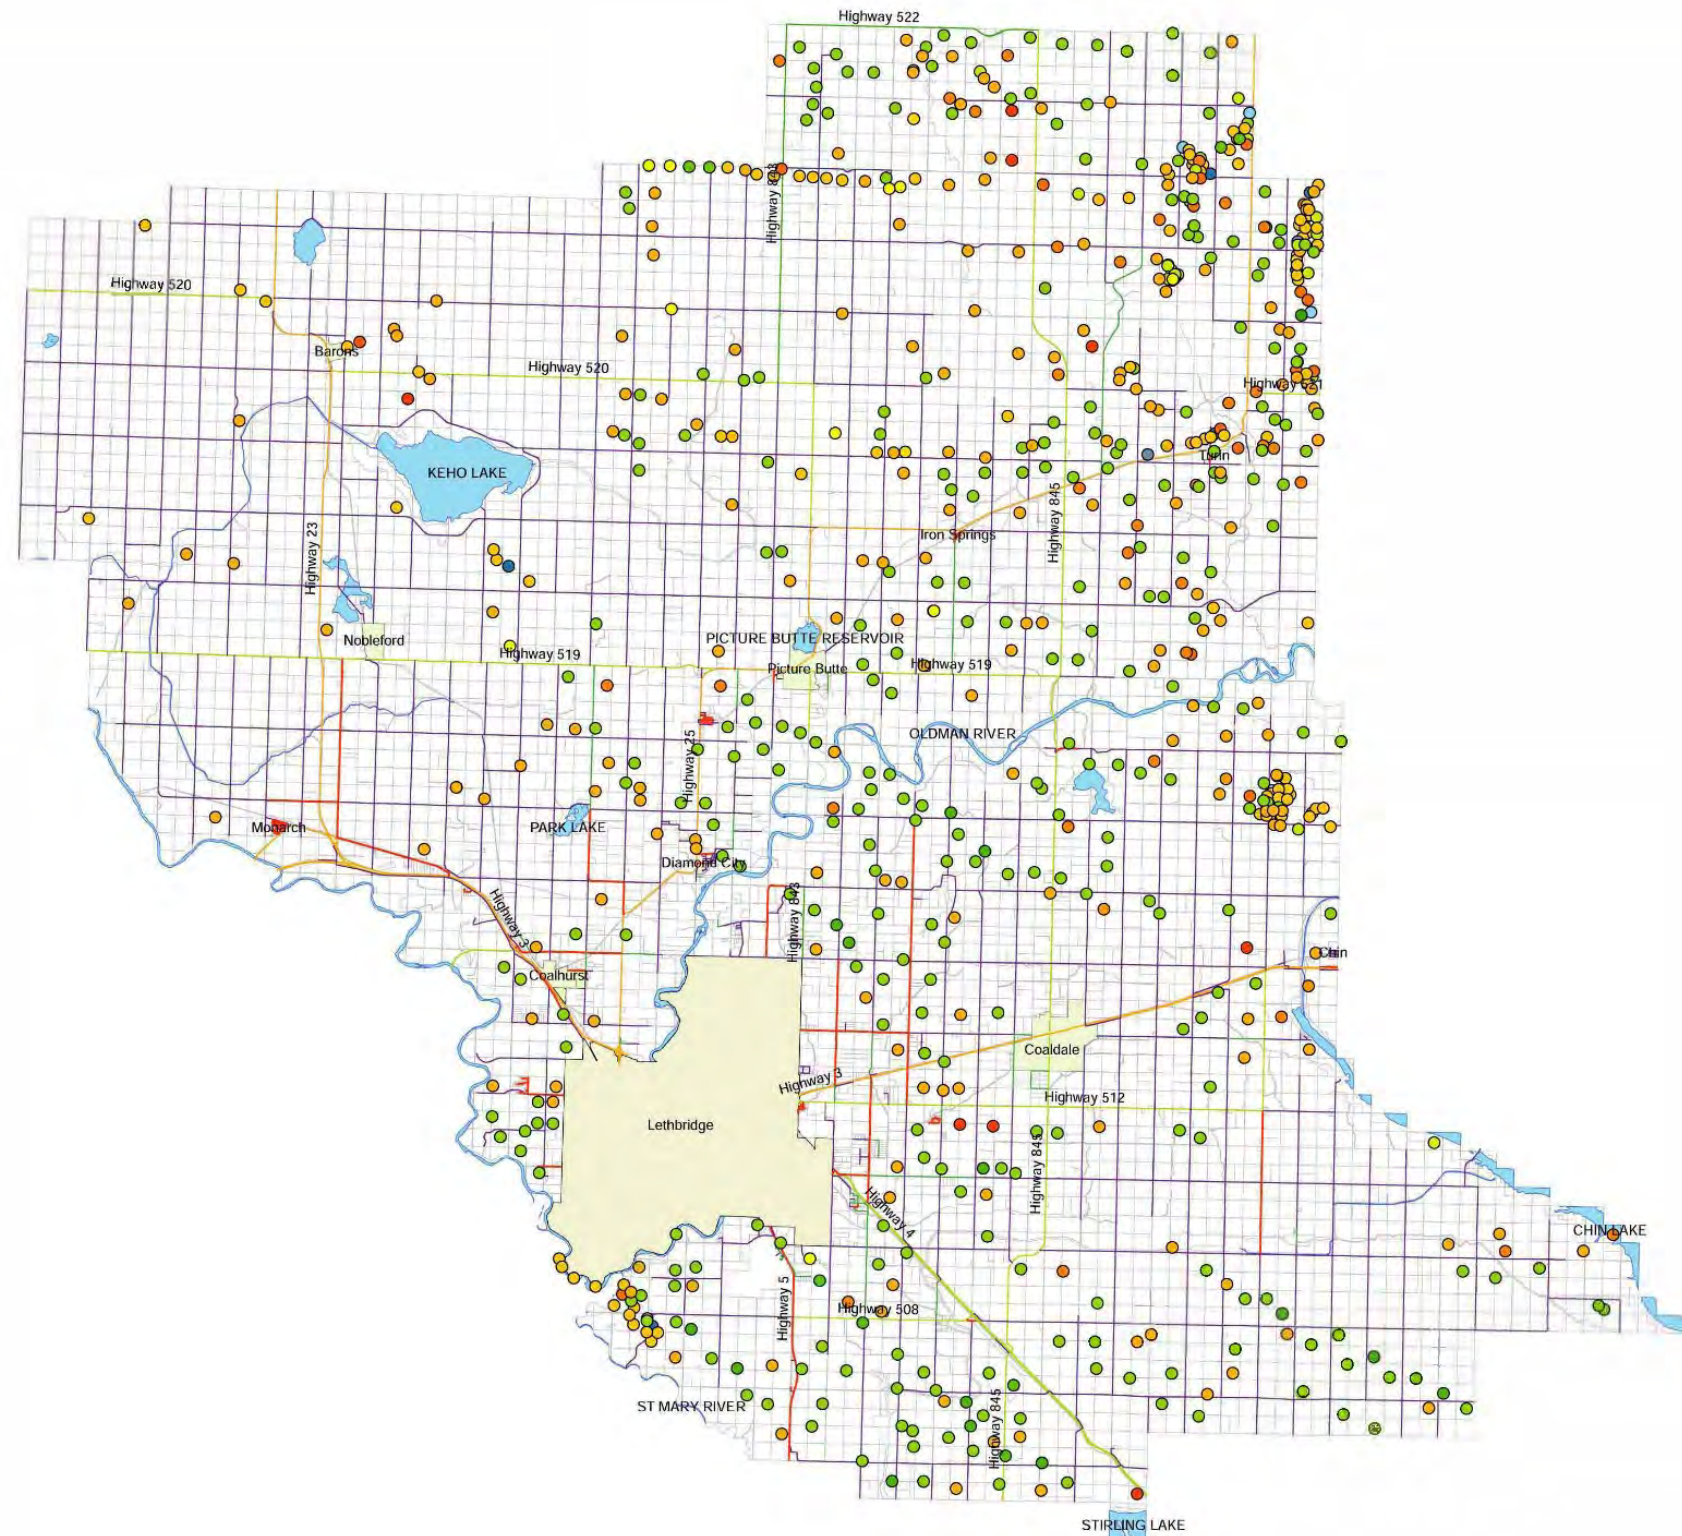 Highway 522
Highway 843
Highway 520
Barons
Highway 520
Highway 521
KEHO LAKE
Turin
Highway 23
Highway 845
Iron Springs
Nobleford
PICTURE BUTTE RESERVOIR
Highway 519
Picture Butte
Highway 519
OLDMAN RIVER
Highway 25
Monarch
PARK LAKE
Diamond City
Highway 3
Highway 843
Chin
Coalhurst
Coaldale
Highway 3
Highway 512
Lethbridge
Highway 845
Highway 4
CHIN LAKE
Highway 5
Highway 508
ST MARY RIVER
Highway 845
STIRLING LAKE